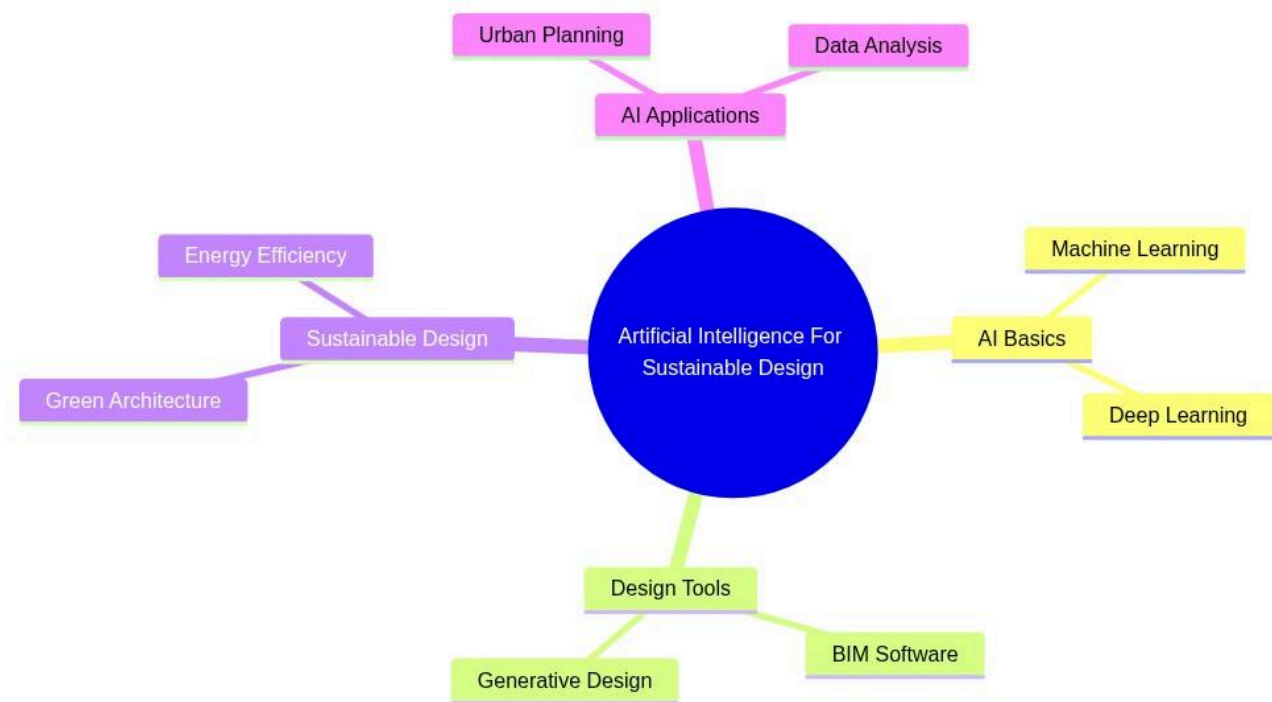 Urban Planning
Data Analysis
AI Applications
Energy Efficiency
Machine Learning
Sustainable Design
Artificial Intelligence For
Sustainable Design
AI Basics
Green Architecture
Deep Learning
Design Tools
BIM Software
Generative Design